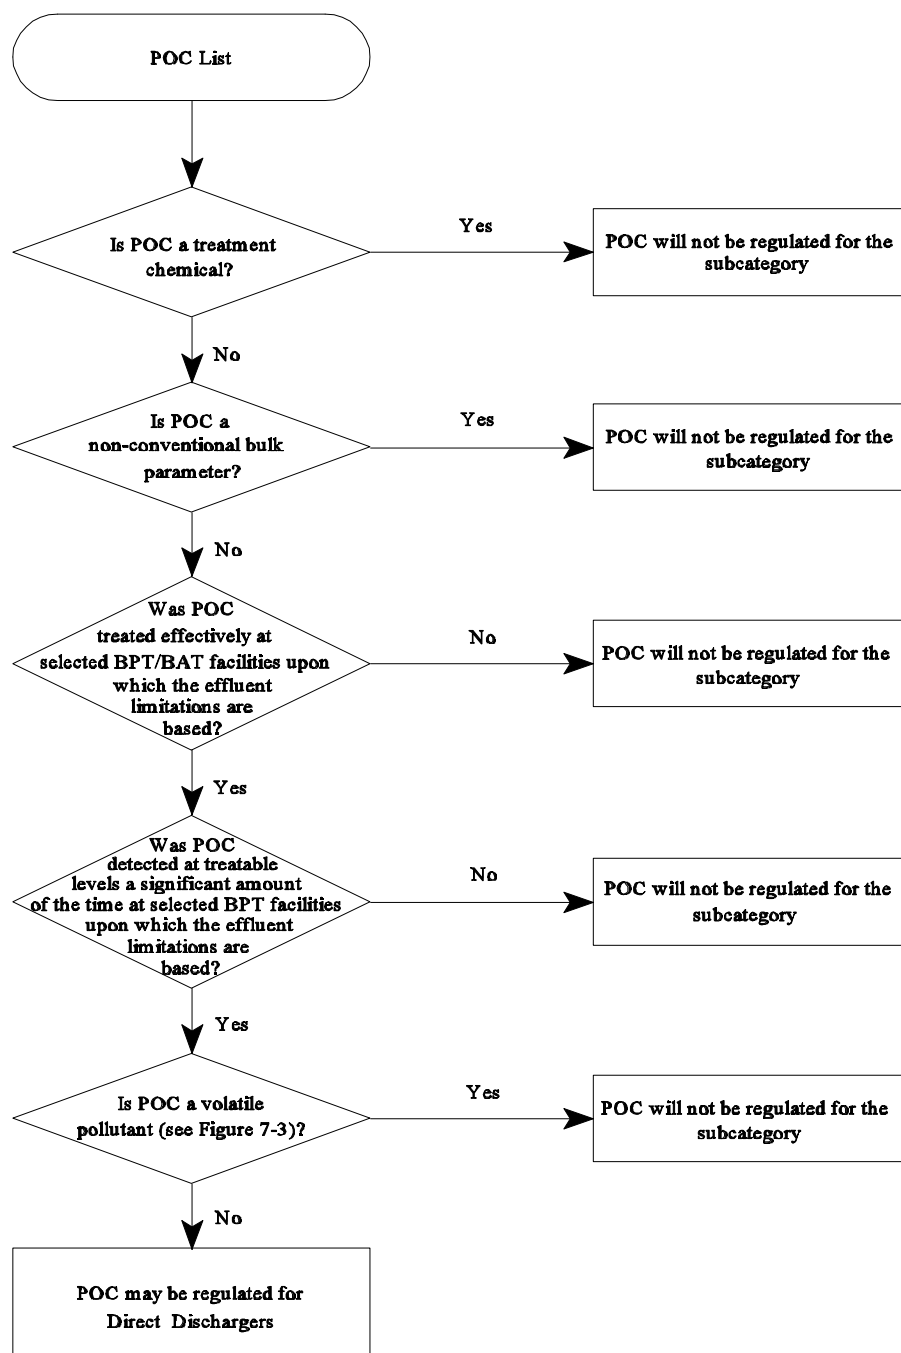 POC List
Is POC a treatment
chemical?
Yes
POC will not be regulated for the
subcategory
No
Is POC a
non-conventional bulk
parameter?
Yes
POC will not be regulated for the
subcategory
No
Was POC
treated effectively at
selected BPT/BAT facilities upon
which the effluent
limitations are
based?
No
POC will not be regulated for the
subcategory
Yes
Was POC
detected at treatable
levels a significant amount
of the time at selected BPT facilities
upon which the effluent
limitations are
based?
No
POC will not be regulated for the
subcategory
Yes
Is POC a volatile
pollutant (see Figure 7-3)?
Yes
POC will not be regulated for the
subcategory
No
POC may be regulated for
Direct Dischargers